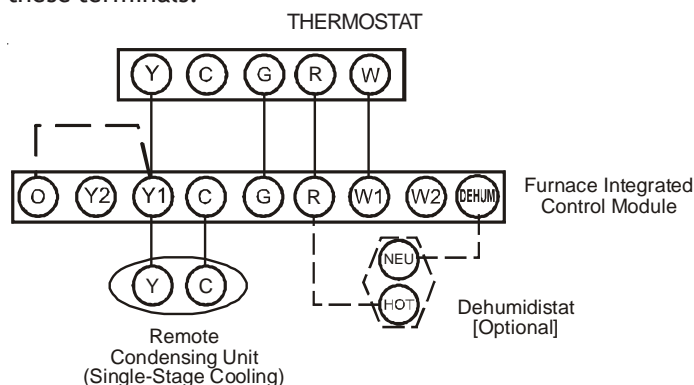 these terminals.
THERMOSTAT
Y C G R W
O Y2 Y1 C G R W1 W2 DEHUM
Furnace Integrated
Control Module
NEU
HOT
Y C
Dehumidistat
[Optional]
Remote
Condensing Unit
(Single-Stage Cooling)